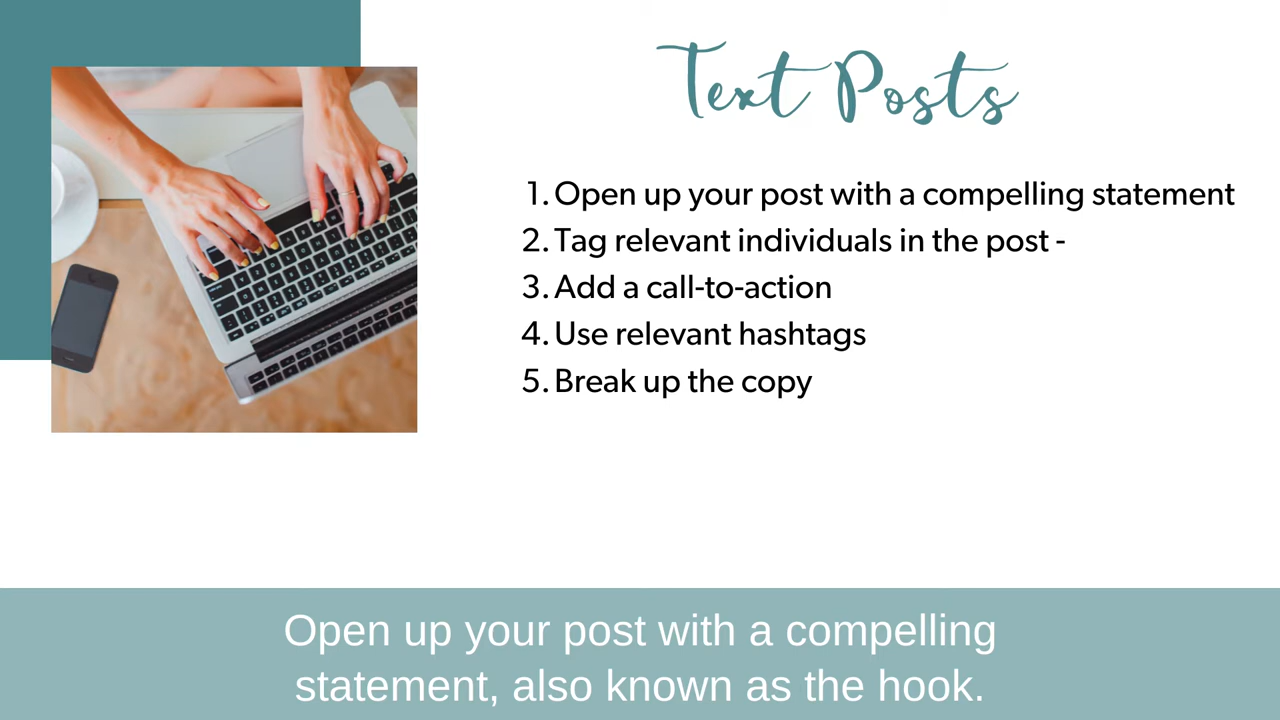 Text Posts
1. Open up your post with a compelling statement
2. Tag relevant individuals in the post -
3. Add a call-to-action
4. Use relevant hashtags
5. Break up the copy
Open up your post with a compelling
statement, also known as the hook.